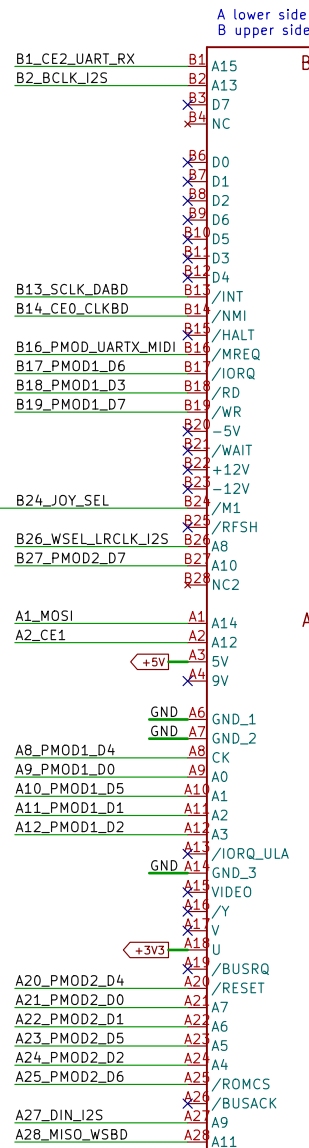 A lower side
B upper side
B
B1_CE2_UART_RX B1 A15
B2_BCLK_I2S B2 A13
B3 D7
B4 NC
B6 D0
B7 D1
B8 D2
B9 D6
B10 D5
B11 D3
B12 D4
B13_SCLK_DABD B13 /INT
B14_CE0_CLKBD B14 /NMI
B15 /HALT
B16_PMOD_UARTX_MIDI B16 /MREQ
B17_PMOD1_D6 B17 /IORQ
B18_PMOD1_D3 B18 /RD
B19_PMOD1_D7 B19 /WR
B20 -5V
B21 /WAIT
B22 +12V
B23 -12V
B24_JOY_SEL B24 /M1
B25 /RFSH
B26_WSEL_LRCLK_I2S B26 A8
B27_PMOD2_D7 B27 A10
B28 NC2
A1_MOSI A1 A14
A
A2_CE1 A2 A12
+5V A3 5V
A4 9V
GND A6 GND_1
GND A7 GND_2
A8_PMOD1_D4 A8 CK
A9_PMOD1_D0 A9 A0
A10_PMOD1_D5 A10 A1
A11_PMOD1_D1 A11 A2
A12_PMOD1_D2 A12 A3
A13 /IORQ_ULA
GND A14 GND_3
A15 VIDEO
A16 /Y
A17 V
+3V3 A18 U
A19 /BUSRQ
A20_PMOD2_D4 A20 /RESET
A21_PMOD2_D0 A21 A7
A22_PMOD2_D1 A22 A6
A23_PMOD2_D5 A23 A5
A24_PMOD2_D2 A24 A4
A25_PMOD2_D6 A25 /ROMCS
A26 /BUSACK
A27_DIN_I2S A27 A9
A28_MISO_WSBD A28 A11